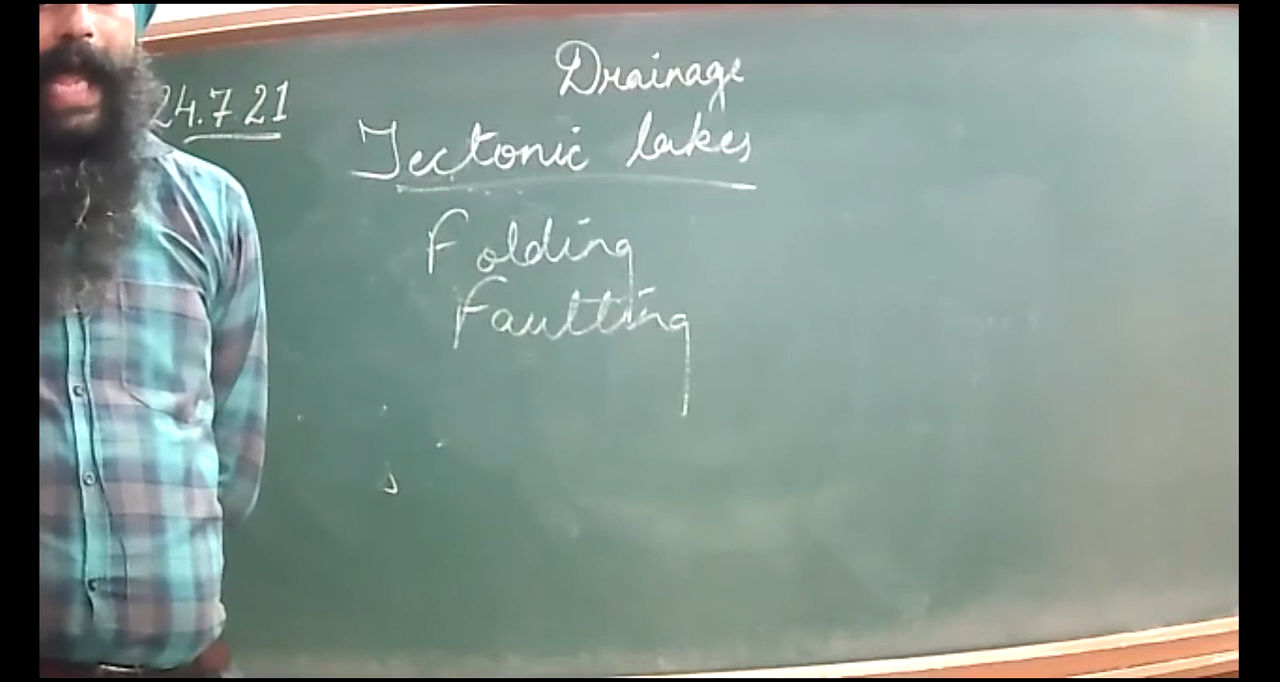 Drainage
24.7 21
Tectonic lakes
Folding
Faulting